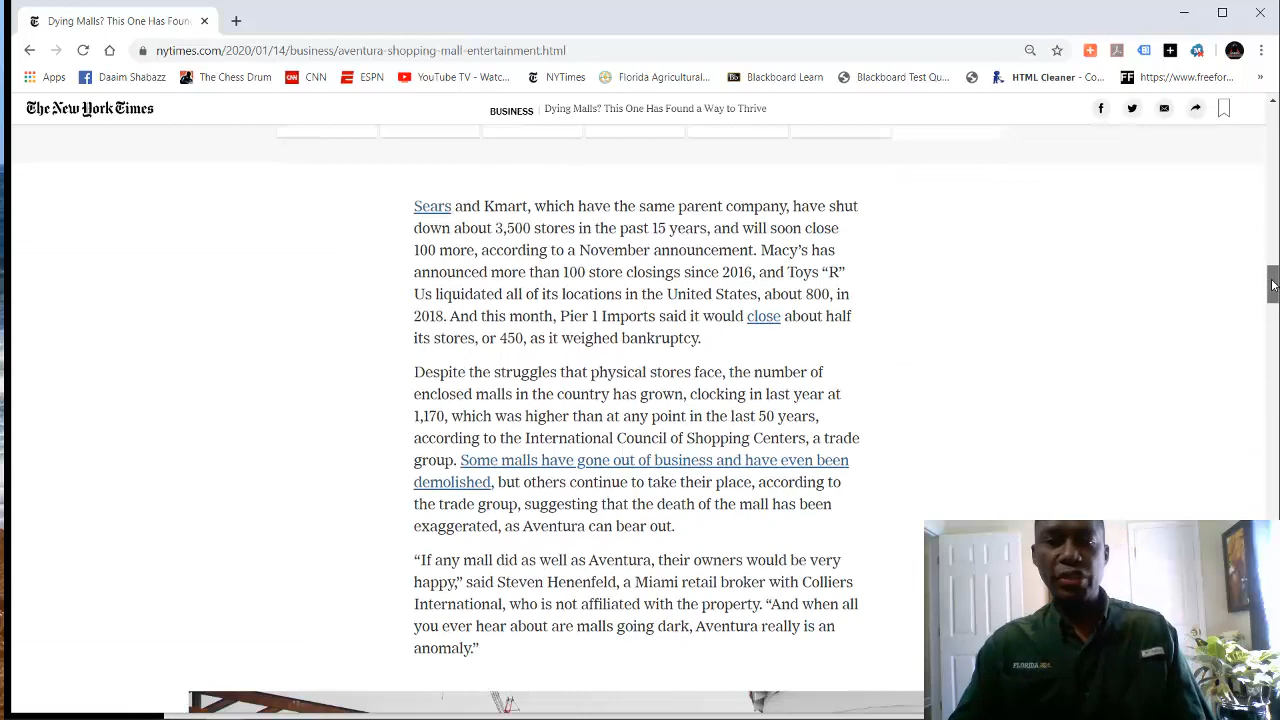 Dying Malls? This One Has Foun
nytimes.com/2020/01/14/business/aventura-shopping-mall-entertainment.html
Apps Daaim Shabazz The Chess Drum CNN ESPN YouTube TV - Watc... NYTimes Florida Agricultural... Blackboard Learn Blackboard Test Qu... HTML Cleaner - Co... https://www.freefor... »
The New York Times BUSINESS | Dying Malls? This One Has Found a Way to Thrive
Sears and Kmart, which have the same parent company, have shut
down about 3,500 stores in the past 15 years, and will soon close
100 more, according to a November announcement. Macy’s has
announced more than 100 store closings since 2016, and Toys “R”
Us liquidated all of its locations in the United States, about 800, in
2018. And this month, Pier 1 Imports said it would close about half
its stores, or 450, as it weighed bankruptcy.
Despite the struggles that physical stores face, the number of
enclosed malls in the country has grown, clocking in last year at
1,170, which was higher than at any point in the last 50 years,
according to the International Council of Shopping Centers, a trade
group. Some malls have gone out of business and have even been
demolished, but others continue to take their place, according to
the trade group, suggesting that the death of the mall has been
exaggerated, as Aventura can bear out.
“If any mall did as well as Aventura, their owners would be very
happy,” said Steven Henenfeld, a Miami retail broker with Colliers
International, who is not affiliated with the property. “And when all
you ever hear about are malls going dark, Aventura really is an
anomaly.”
FLORIDA